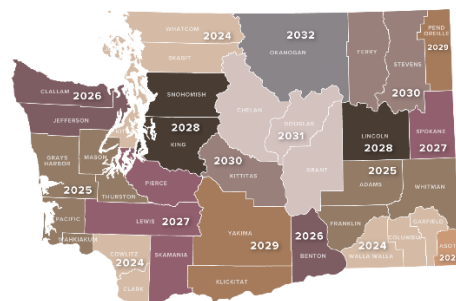 WHATCOM
2024
SKAGIT
2032
OKANOGAN
FERRY
STEVENS
2030
PEND
OREILLE
2029
CLALLAM
2026
JEFFERSON
SNOHOMISH
2028
KING
CHELAN
DOUGLAS
2031
GRANT
LINCOLN
2028
SPOKANE
2027
GRAYS
HARBOR
MASON
2025
THURSTON
PIERCE
2030
KITTITAS
2025
ADAMS
WHITMAN
PACIFIC
LEWIS
2027
YAKIMA
2029
2026
BENTON
FRANKLIN
2024
WALLA WALLA
COLUMBIA
GARFIELD
WAHKIAKUM
COWLITZ
2024
CLARK
SKAMANIA
KLICKITAT
ASOT